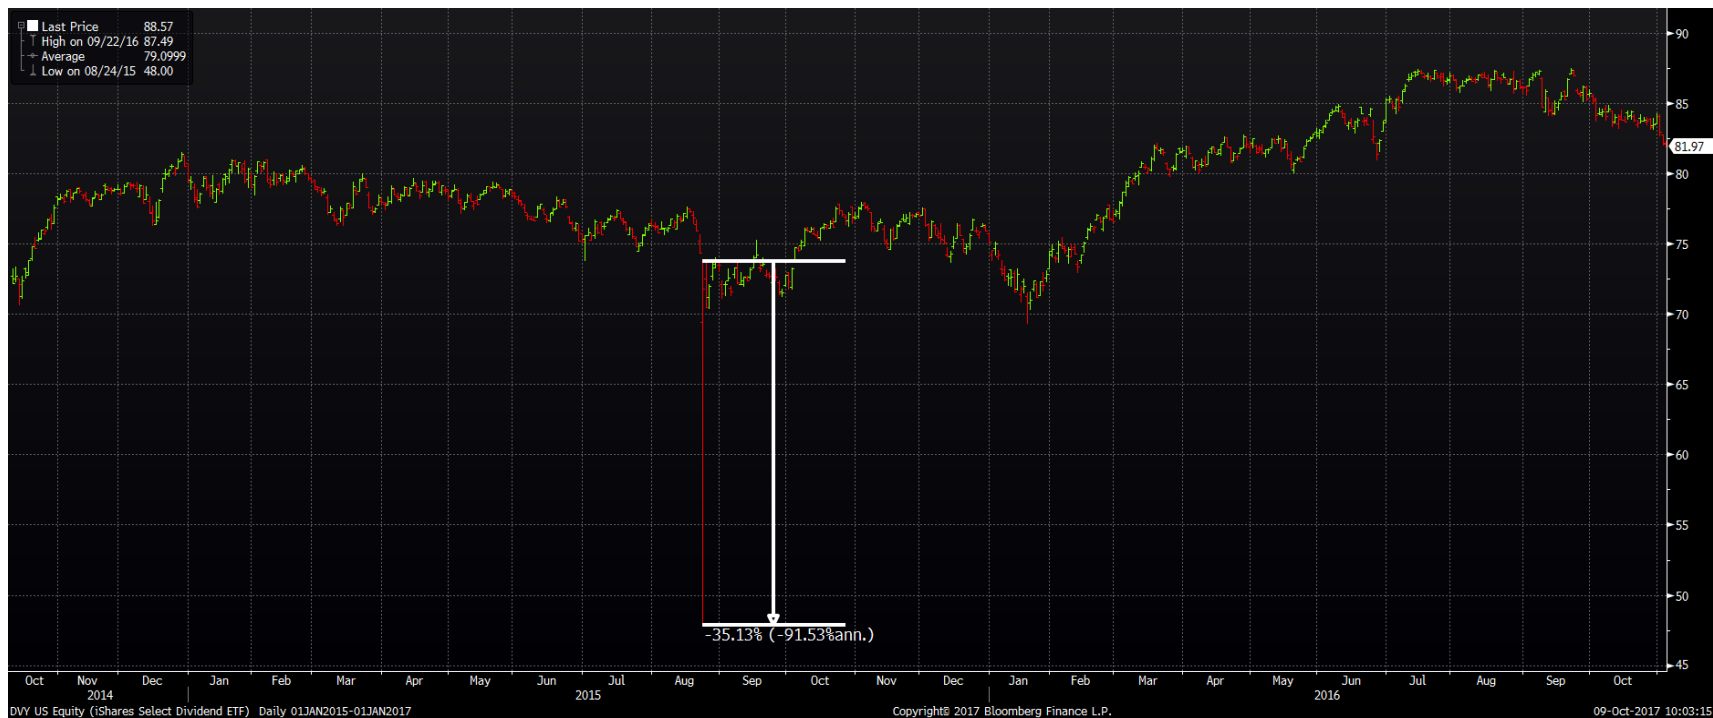 Last Price 88.57
High on 09/22/16 87.49
Average 79.0999
Low on 08/24/15 48.00
90
85
81.97
80
75
70
65
60
55
50
-35.13% (-91.53%ann.)
45
Oct Nov Dec Jan Feb Mar Apr May Jun Jul Aug Sep Oct Nov Dec Jan Feb Mar Apr May Jun Jul Aug Sep Oct
2014 2015 2016
DVY US Equity (iShares Select Dividend ETF) Daily 01JAN2015-01JAN2017 Copyright© 2017 Bloomberg Finance L.P. 09-Oct-2017 10:03:15